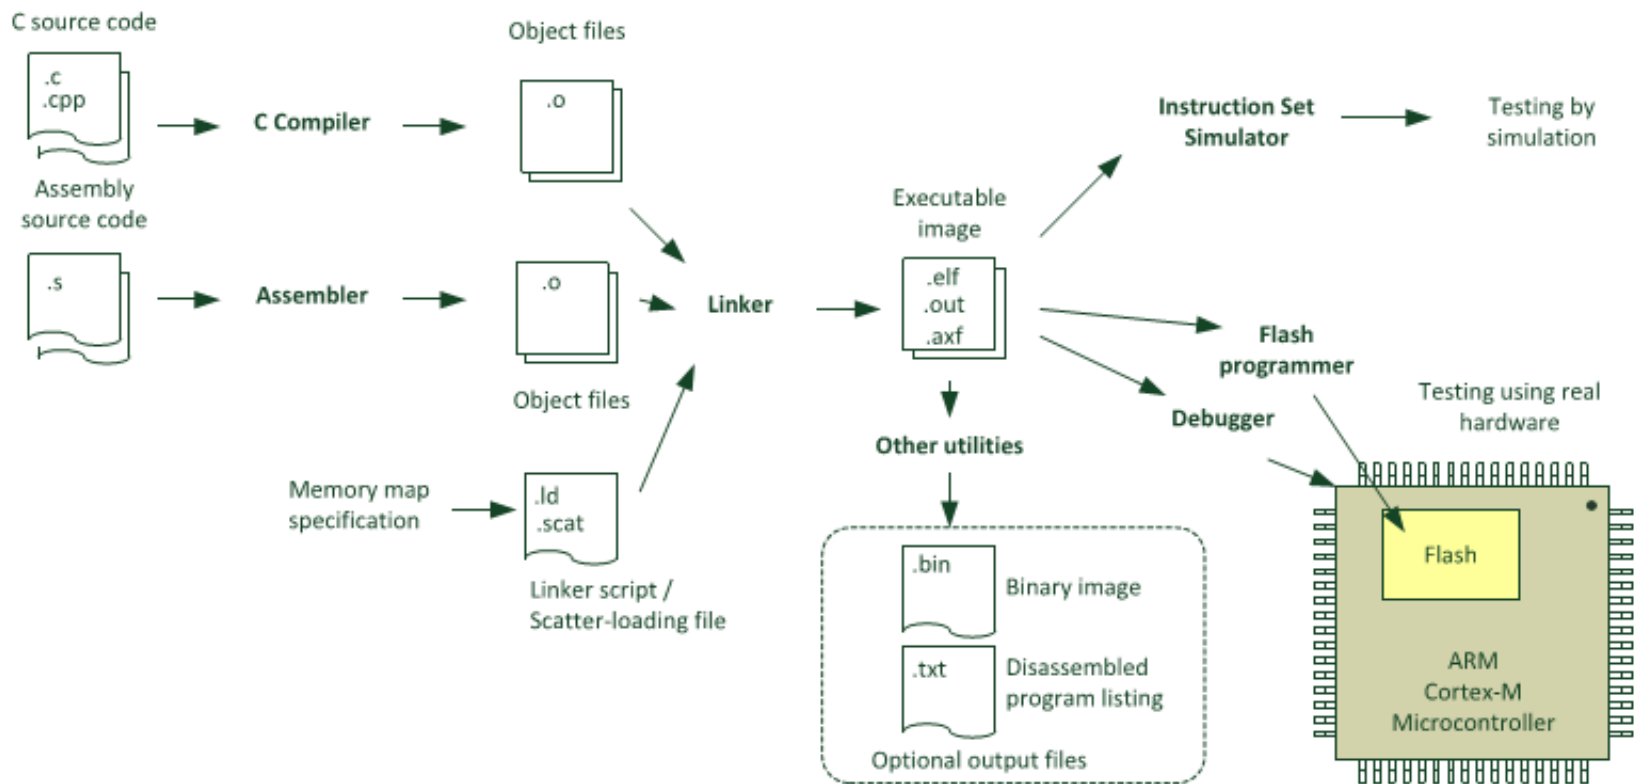 C source code
.c
.cpp
C Compiler
Object files
.o
Assembly
source code
.s
Assembler
.o
Object files
Memory map
specification
.ld
.scat
Linker script /
Scatter-loading file
Linker
Executable
image
.elf
.out
.axf
Instruction Set
Simulator
Testing by
simulation
Flash
programmer
Debugger
Testing using real
hardware
Other utilities
.bin
Binary image
.txt
Disassembled
program listing
Optional output files
Flash
ARM
Cortex-M
Microcontroller